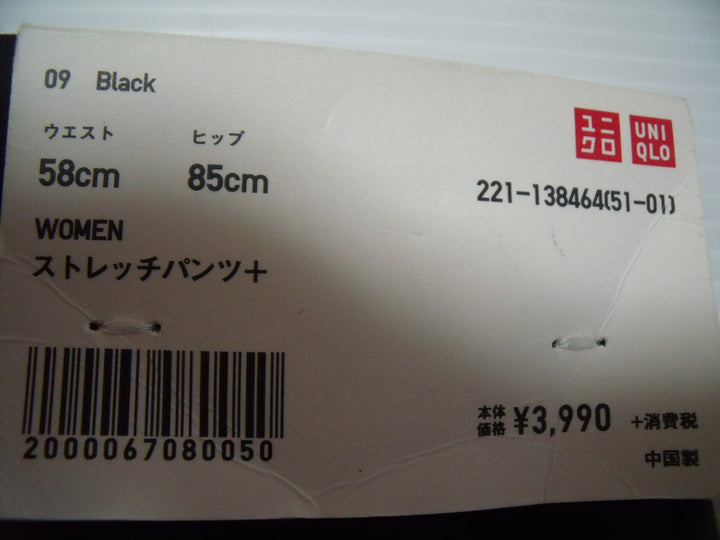 09 Black
ウエスト ヒップ
58cm 85cm
ユニ
クロ
UNI
QLO
221-138464(51-01)
WOMEN
ストレッチパンツ+
2000067080050
本体
価格 ¥3,990 +消費税
中国製